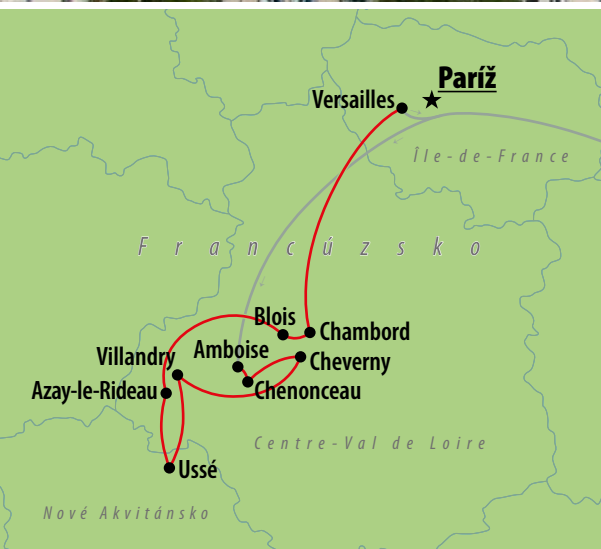 Paríž
Versailles
Île-de-France
Francúzsko
Blois
Chambord
Amboise
Villandry
Cheverny
Azay-le-Rideau
Chenonceau
Centre-Val de Loire
Ussé
Nové Akvitánsko